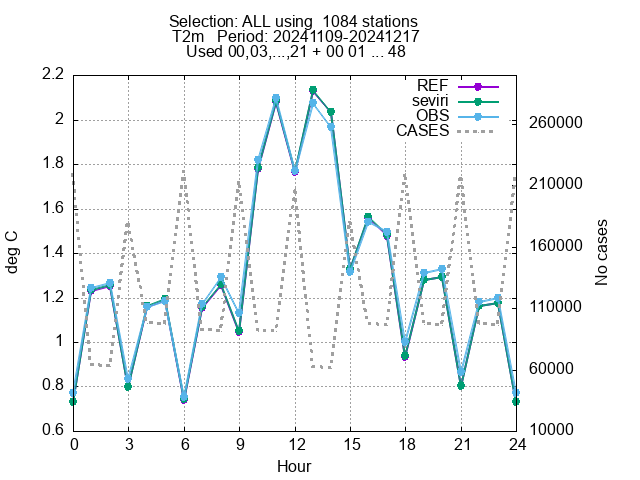 Selection: ALL using  1084 stations
T2m   Period: 20241109-20241217
Used 00,03,...,21 + 00 01 ... 48
REF
seviri
OBS
CASES
deg C
2.2
2
1.8
1.6
1.4
1.2
1
0.8
0.6
No cases
260000
210000
160000
110000
60000
10000
0 3 6 9 12 15 18 21 24
Hour